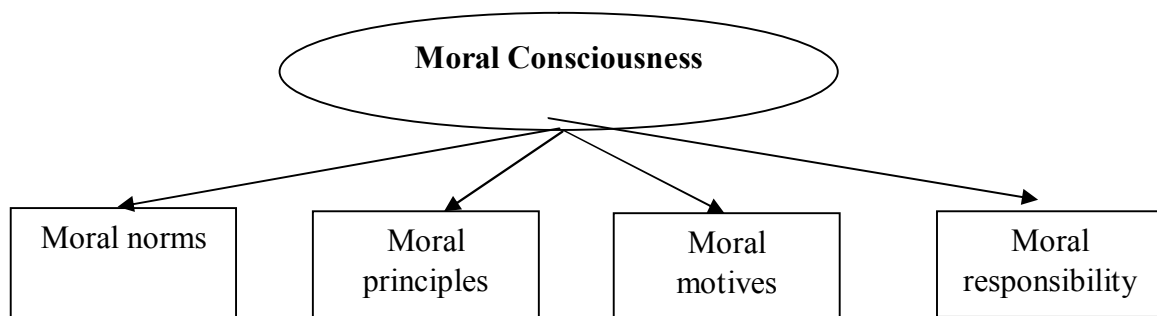 Moral Consciousness
Moral norms
Moral
principles
Moral
motives
Moral
responsibility